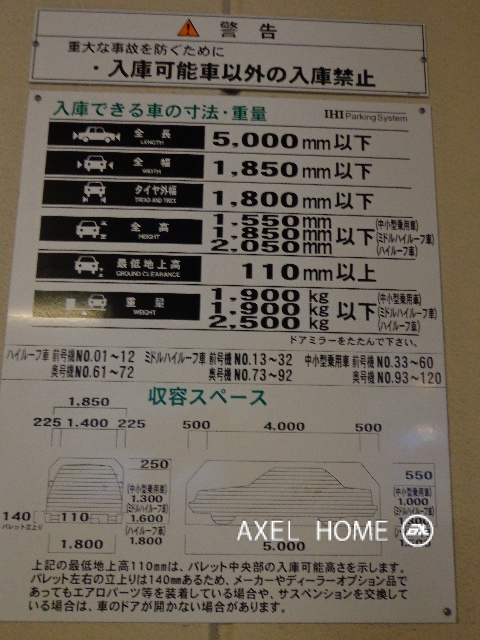 警告
重大な事故を防ぐために
・入庫可能車以外の入庫禁止
入庫できる車の寸法・重量
IHI Parking System
全長 LENGTH 5,000mm以下
全幅 WIDTH 1,850mm以下
タイヤ外幅 TREAD AND TIRES 1,800mm以下
全高 HEIGHT 1,550mm 1,850mm 2,050mm 以下 (中小型乗用車) (ミドルハイルーフ車) (ハイルーフ車)
最低地上高 GROUND CLEARANCE 110mm以上
重量 WEIGHT 1,900kg 1,900kg 2,500kg 以下 (中小型乗用車) (ミドルハイルーフ車) (ハイルーフ車)
ドアミラーをたたんで下さい。
ハイルーフ車 前号機 NO.01~12 ミドルハイルーフ車 前号機 NO.13~32 中小型乗用車 前号機 NO.33~60
奥号機 NO.61~72 奥号機 NO.73~92 奥号機 NO.93~120
収容スペース
1,850
225 1,400 225 500 4,000 500
250
(中小型乗用車)
1,300
(ミドルハイルーフ車)
1,600
(ハイルーフ車)
1,800
550
(中小型乗用車)
1,000
(ミドルハイルーフ車)
140
パレット立上り
110
1,800
5,000
AXEL HOME EX
上記の最低地上高110mmは、パレット中央部の入庫可能高さを示します。
パレット左右の立上りは140mmあるため、メーカーやディーラーオプション品で
あってもエアロパーツ等を装着している場合や、サスペンションを交換して
いる場合は、車のドアが開かない場合があります。